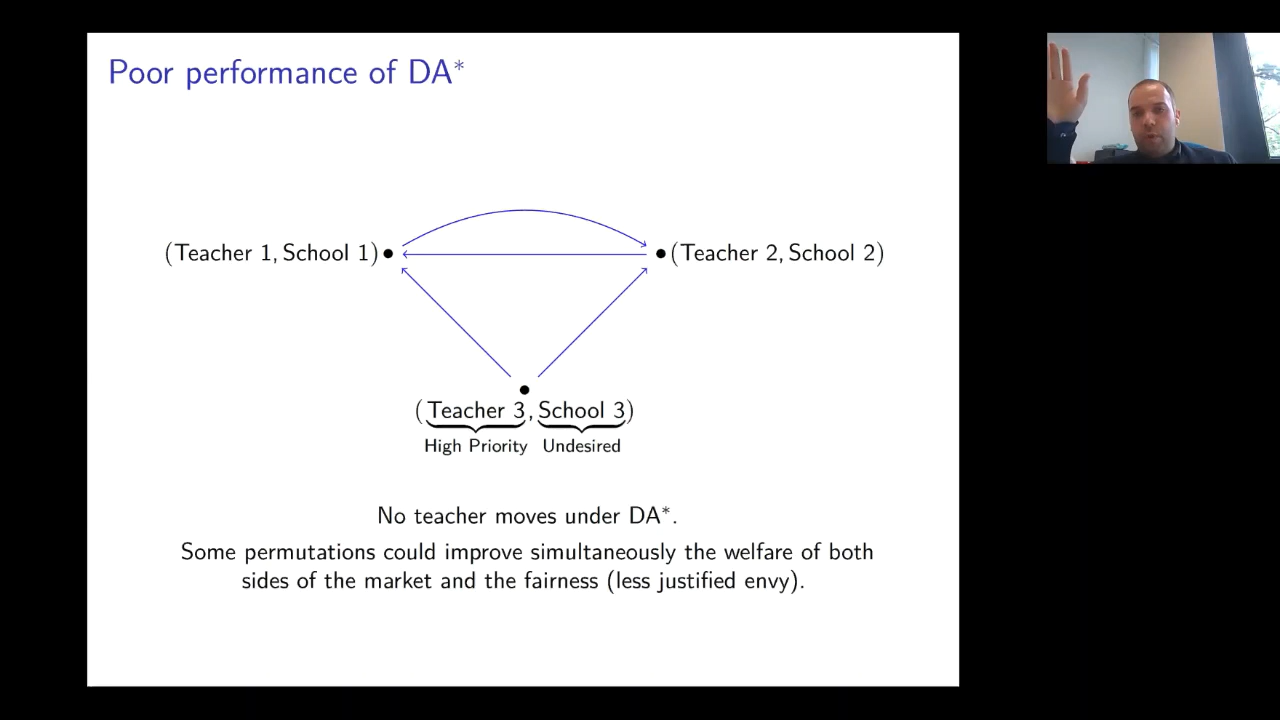 Poor performance of DA*
(Teacher 1, School 1)
(Teacher 2, School 2)
(Teacher 3, School 3)
High Priority Undesired
No teacher moves under DA*.
Some permutations could improve simultaneously the welfare of both
sides of the market and the fairness (less justified envy).